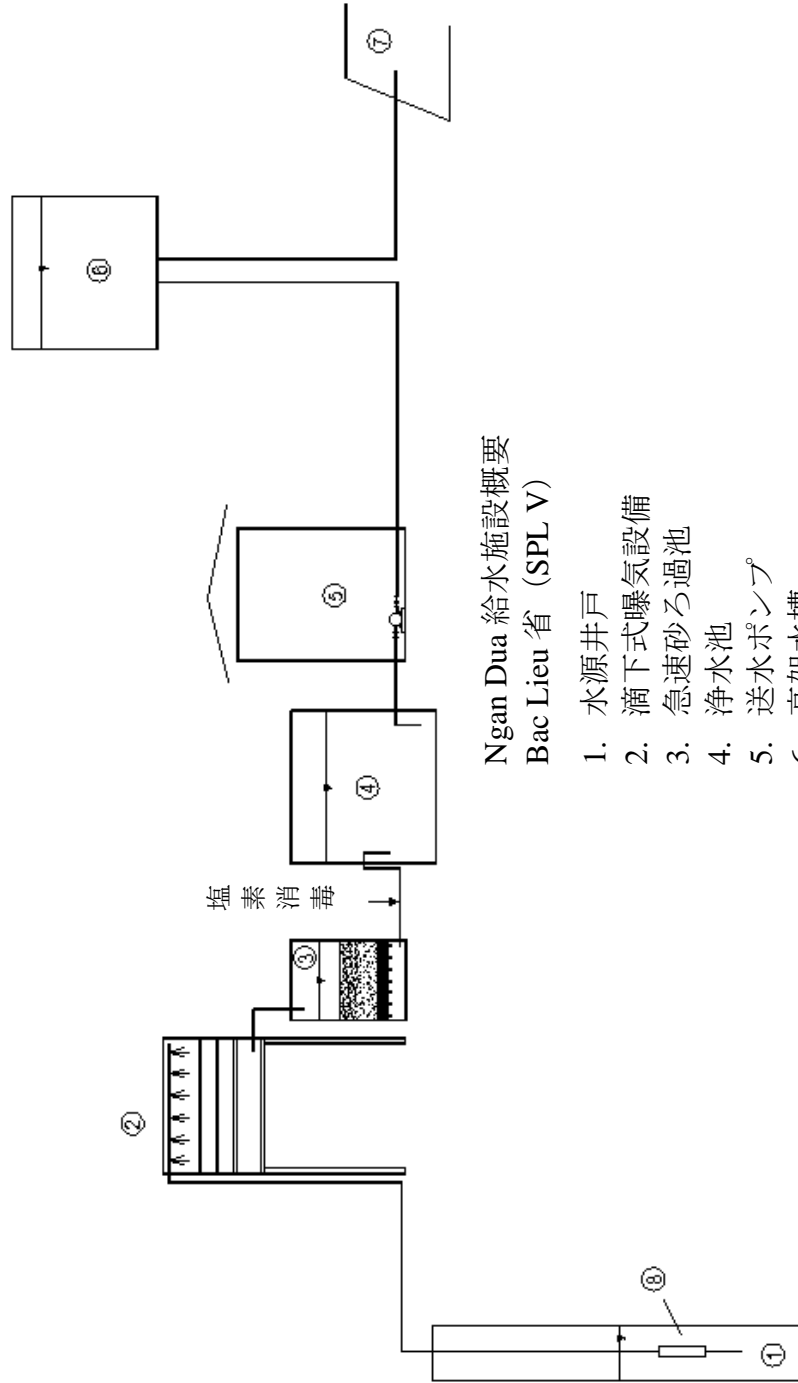 ②
③
塩素消毒
④
⑤
⑥
⑦
⑧
①
Ngan Dua 給水施設概要
Bac Lieu 省（SPL V）
1. 水源井戸
2. 滴下式曝気設備
3. 急速砂ろ過池
4. 浄水池
5. 送水ポンプ